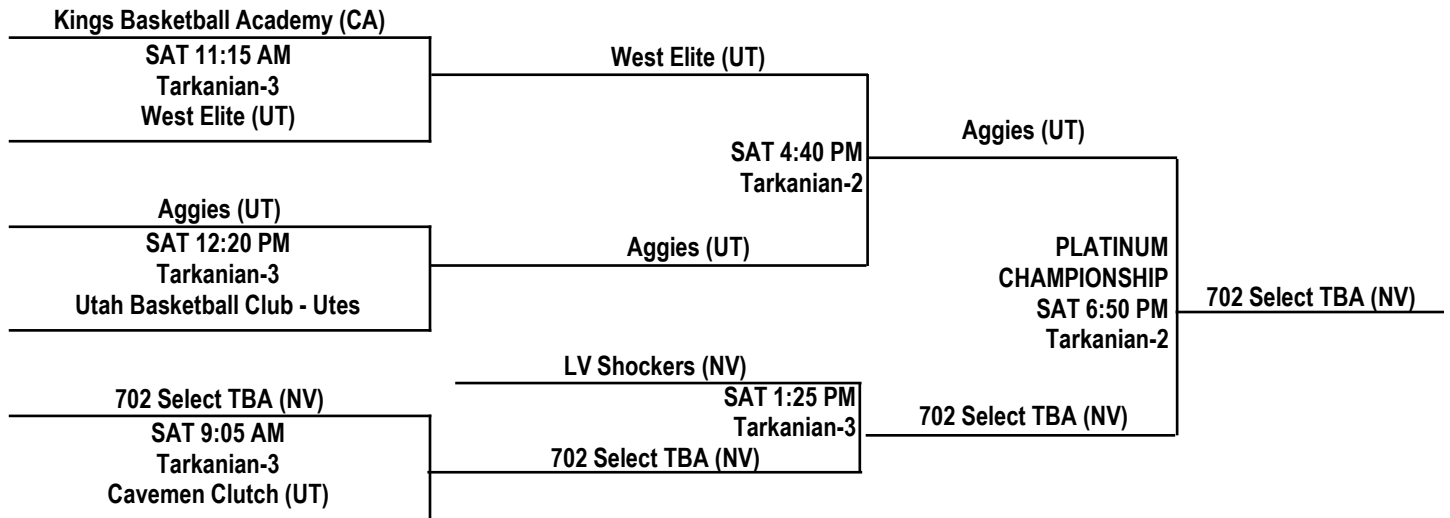 Kings Basketball Academy (CA)
SAT 11:15 AM
Tarkanian-3
West Elite (UT)
West Elite (UT)
SAT 4:40 PM
Tarkanian-2
Aggies (UT)
Aggies (UT)
SAT 12:20 PM
Tarkanian-3
Utah Basketball Club - Utes
Aggies (UT)
PLATINUM
CHAMPIONSHIP
SAT 6:50 PM
Tarkanian-2
702 Select TBA (NV)
LV Shockers (NV)
SAT 1:25 PM
Tarkanian-3
702 Select TBA (NV)
702 Select TBA (NV)
SAT 9:05 AM
Tarkanian-3
Cavemen Clutch (UT)
702 Select TBA (NV)